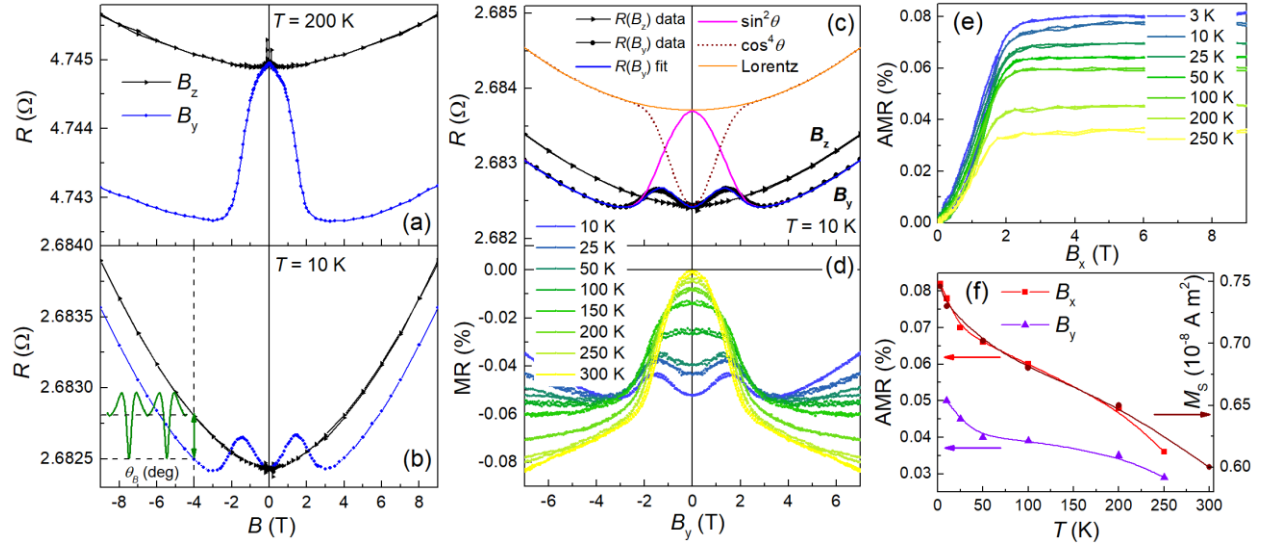 T = 200 K
(a)
4.745
4.744
4.743
R (Ω)
B_z
B_y
T = 10 K
(b)
2.6840
2.6835
2.6830
2.6825
R (Ω)
θ_B (deg)
-8 -6 -4 -2 0 2 4 6 8
B (T)
(c)
R(B_z) data
R(B_y) data
R(B_y) fit
sin²θ
cos⁴θ
Lorentz
2.685
2.684
2.683
2.682
R (Ω)
B_z
B_y
T = 10 K
(d)
10 K
25 K
50 K
100 K
150 K
200 K
250 K
300 K
0.00
-0.02
-0.04
-0.06
-0.08
MR (%)
-6 -4 -2 0 2 4 6
B_y (T)
(e)
3 K
10 K
25 K
50 K
100 K
200 K
250 K
0.08
0.06
0.04
0.02
0.00
AMR (%)
0 2 4 6 8
B_x (T)
(f)
B_x
B_y
0.08
0.07
0.06
0.05
0.04
0.03
AMR (%)
0.75
0.70
0.65
0.60
M_S (10⁻⁸ A m²)
0 50 100 150 200 250 300
T (K)